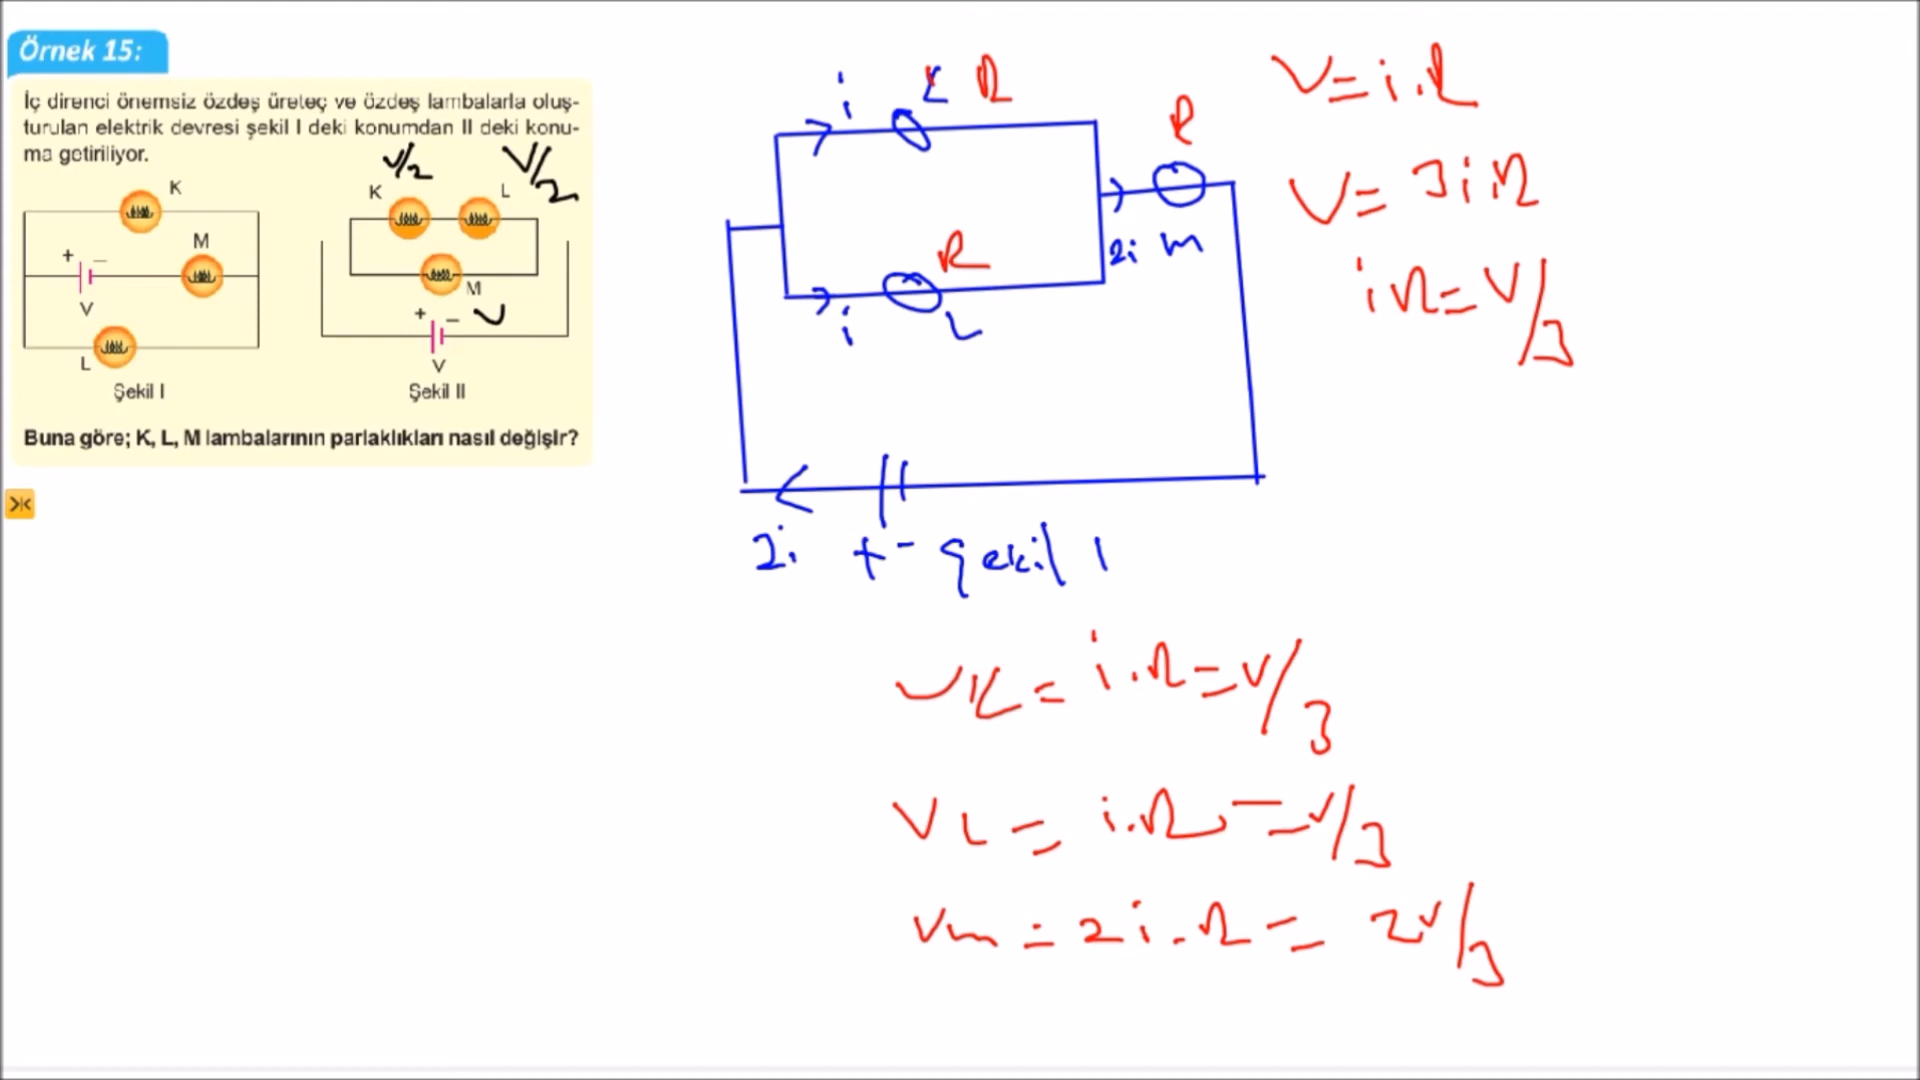 Örnek 15:
İç direnci önemsiz özdeş üreteç ve özdeş lambalarla oluş-
turulan elektrik devresi şekil I deki konumdan II deki konu-
ma getiriliyor.
V/2 V/2
K
M
+ −
V
L
Şekil I
K L
M
+ − V
V
Şekil II
Buna göre; K, L, M lambalarının parlaklıkları nasıl değişir?
i K R
R
2i m
R
i L
2i + - Şekil 1
V = i.R
V = 3iR
iR = V/3
VK = i.R = V/3
VL = i.R = V/3
Vm = 2i.R = 2V/3